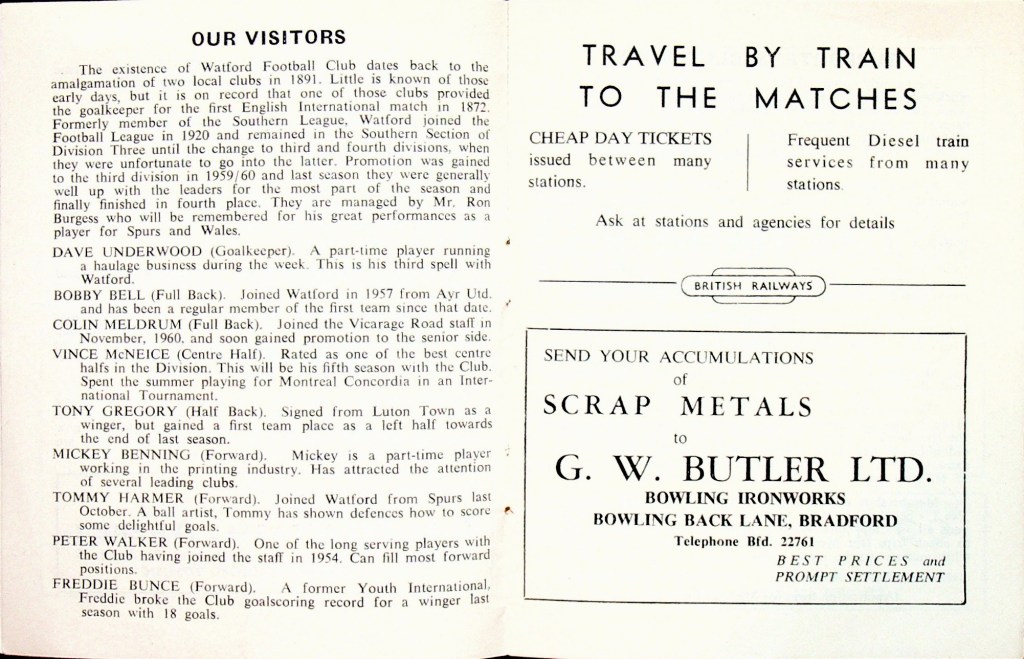 OUR VISITORS
The existence of Watford Football Club dates back to the
amalgamation of two local clubs in 1891. Little is known of those
early days, but it is on record that one of those clubs provided
the goalkeeper for the first English International match in 1872.
Formerly member of the Southern League, Watford joined the
Football League in 1920 and remained in the Southern Section of
Division Three until the change to third and fourth divisions, when
they were unfortunate to go into the latter. Promotion was gained
to the third division in 1959/60 and last season they were generally
well up with the leaders for the most part of the season and
finally finished in fourth place. They are managed by Mr. Ron
Burgess who will be remembered for his great performances as a
player for Spurs and Wales.
DAVE UNDERWOOD (Goalkeeper). A part-time player running
a haulage business during the week. This is his third spell with
Watford.
BOBBY BELL (Full Back). Joined Watford in 1957 from Ayr Utd.
and has been a regular member of the first team since that date.
COLIN MELDRUM (Full Back). Joined the Vicarage Road staff in
November, 1960, and soon gained promotion to the senior side.
VINCE McNEICE (Centre Half). Rated as one of the best centre
halfs in the Division. This will be his fifth season with the Club.
Spent the summer playing for Montreal Concordia in an Inter-
national Tournament.
TONY GREGORY (Half Back). Signed from Luton Town as a
winger, but gained a first team place as a left half towards
the end of last season.
MICKEY BENNING (Forward). Mickey is a part-time player
working in the printing industry. Has attracted the attention
of several leading clubs.
TOMMY HARMER (Forward). Joined Watford from Spurs last
October. A ball artist, Tommy has shown defences how to score
some delightful goals.
PETER WALKER (Forward). One of the long serving players with
the Club having joined the staff in 1954. Can fill most forward
positions.
FREDDIE BUNCE (Forward). A former Youth International,
Freddie broke the Club goalscoring record for a winger last
season with 18 goals.
TRAVEL BY TRAIN
TO THE MATCHES
CHEAP DAY TICKETS
issued between many
stations.
Frequent Diesel train
services from many
stations.
Ask at stations and agencies for details
BRITISH RAILWAYS
SEND YOUR ACCUMULATIONS
of
SCRAP METALS
to
G. W. BUTLER LTD.
BOWLING IRONWORKS
BOWLING BACK LANE, BRADFORD
Telephone Bfd. 22761
BEST PRICES and
PROMPT SETTLEMENT